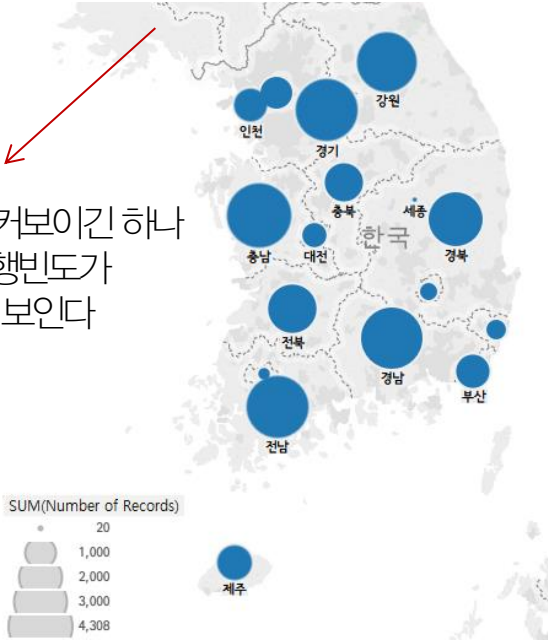 강원
인천
경기
충북
세종
커보이긴 하나
한국
충남
대전
경북
행빈도가
보인다
전북
경남
부산
전남
SUM(Number of Records)
20
1,000
2,000
3,000
4,308
제주